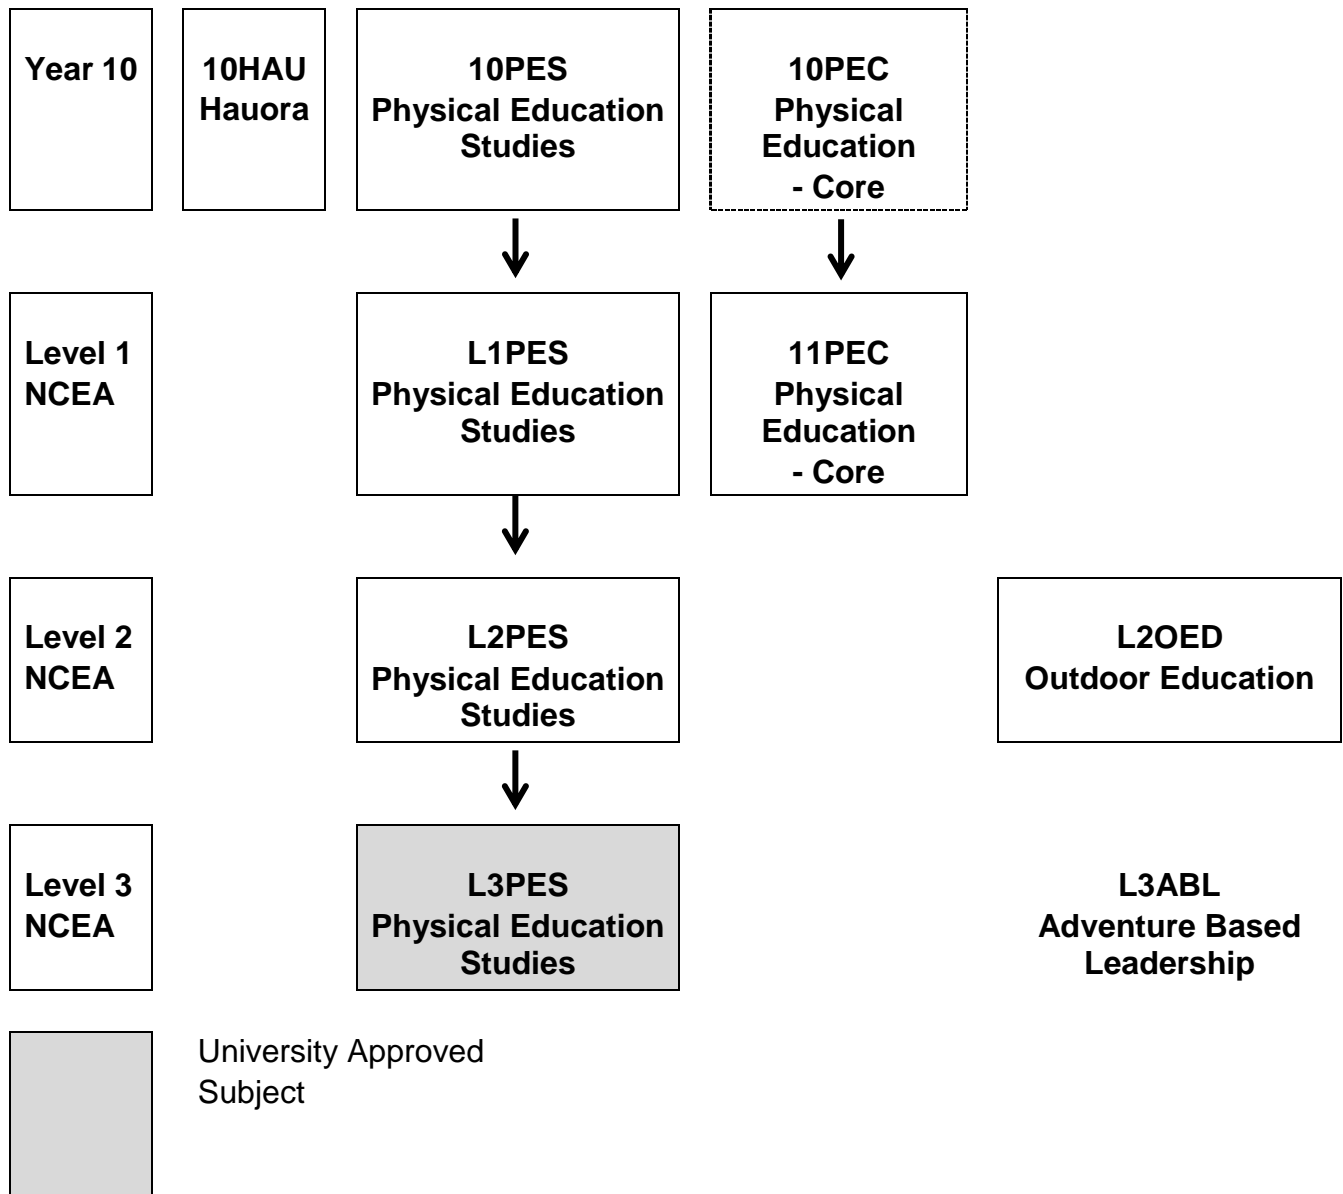 Year 10
10HAU
Hauora
10PES
Physical Education
Studies
10PEC
Physical
Education
- Core
Level 1
NCEA
L1PES
Physical Education
Studies
11PEC
Physical
Education
- Core
Level 2
NCEA
L2PES
Physical Education
Studies
L2OED
Outdoor Education
Level 3
NCEA
L3PES
Physical Education
Studies
L3ABL
Adventure Based
Leadership
University Approved
Subject